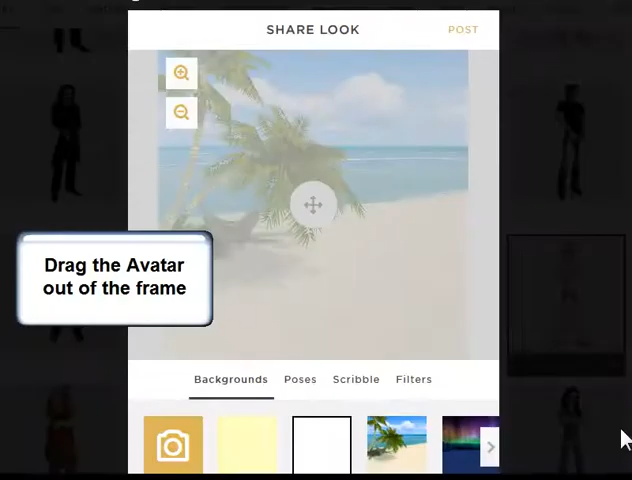 SHARE LOOK
POST
Drag the Avatar
out of the frame
Backgrounds
Poses
Scribble
Filters